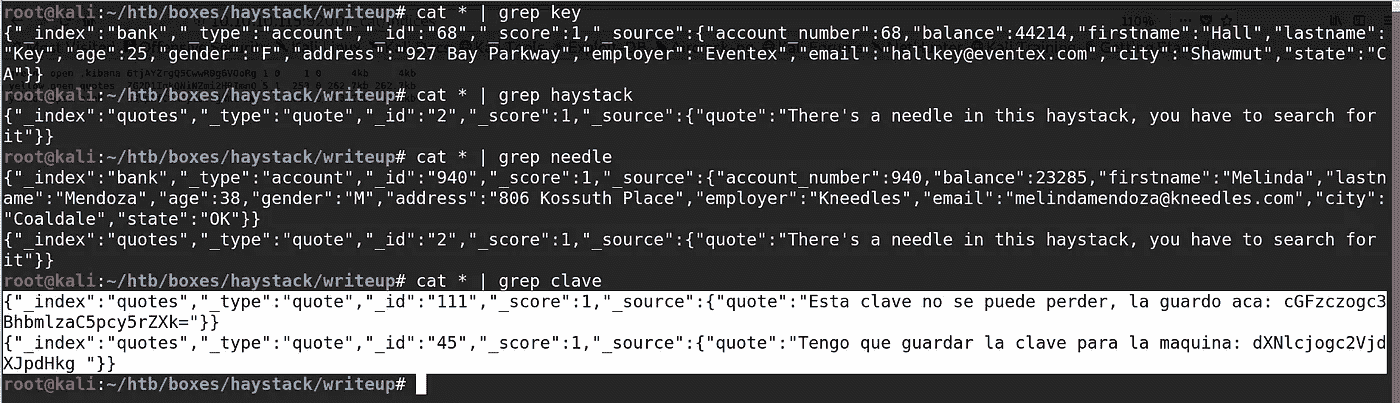 root@kali:~/htb/boxes/haystack/writeup# cat * | grep key
{"_index":"bank","_type":"account","_id":"68","_score":1,"_source":{"account_number":68,"balance":44214,"firstname":"Hall","lastname":
"Key","age":25,"gender":"F","address":"927 Bay Parkway","employer":"Eventex","email":"hallkey@eventex.com","city":"Shawmut","state":"C
A"}}
root@kali:~/htb/boxes/haystack/writeup# cat * | grep haystack
{"_index":"quotes","_type":"quote","_id":"2","_score":1,"_source":{"quote":"There's a needle in this haystack, you have to search for
it"}}
root@kali:~/htb/boxes/haystack/writeup# cat * | grep needle
{"_index":"bank","_type":"account","_id":"940","_score":1,"_source":{"account_number":940,"balance":23285,"firstname":"Melinda","lastn
ame":"Mendoza","age":38,"gender":"M","address":"806 Kossuth Place","employer":"Kneedles","email":"melindamendoza@kneedles.com","city":
"Coaldale","state":"OK"}}
{"_index":"quotes","_type":"quote","_id":"2","_score":1,"_source":{"quote":"There's a needle in this haystack, you have to search for
it"}}
root@kali:~/htb/boxes/haystack/writeup# cat * | grep clave
{"_index":"quotes","_type":"quote","_id":"111","_score":1,"_source":{"quote":"Esta clave no se puede perder, la guardo aca: cGFzczogc3
BhbmlzaC5pcy5rZXk="}}
{"_index":"quotes","_type":"quote","_id":"45","_score":1,"_source":{"quote":"Tengo que guardar la clave para la maquina: dXNlcjogc2Vjd
XJpdHkg "}}
root@kali:~/htb/boxes/haystack/writeup#